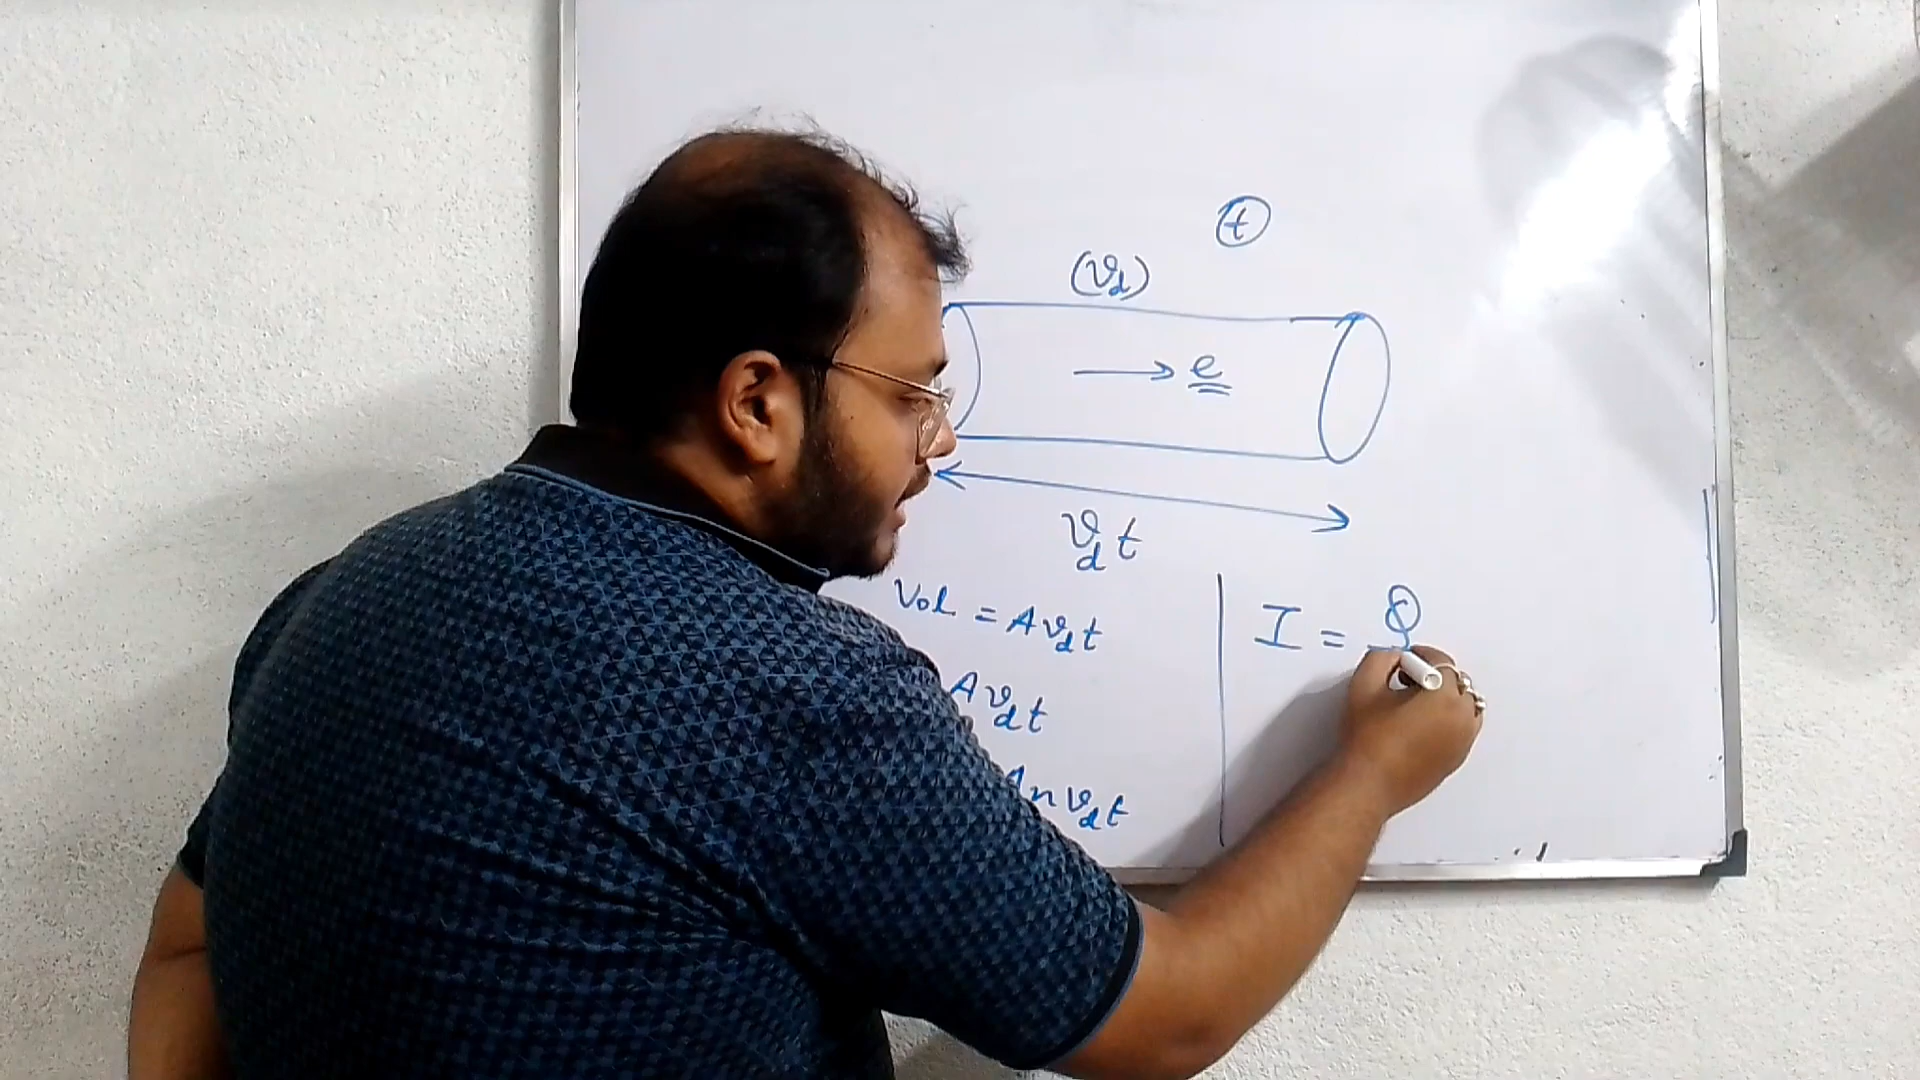 t
(v_d)
→ e
v_d t
Vol = A v_d t
I = Q
A v_d t
A n v_d t